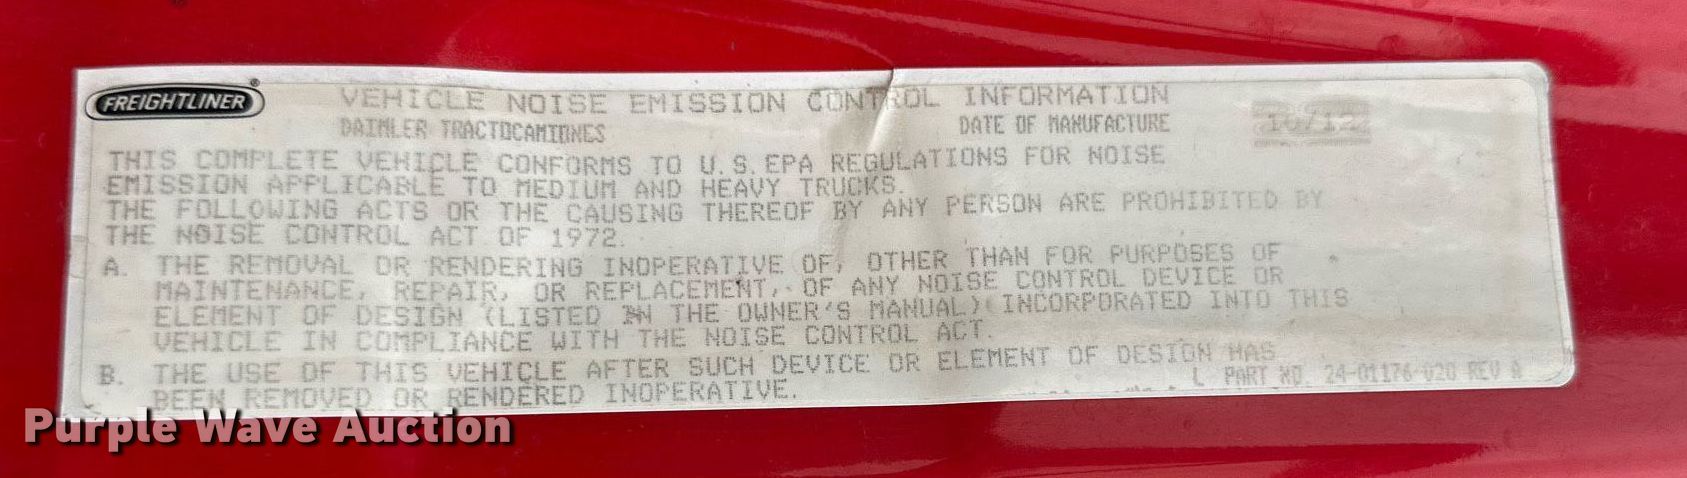 FREIGHTLINER
VEHICLE NOISE EMISSION CONTROL INFORMATION
DAIMLER TRACTOCAMIONES DATE OF MANUFACTURE 10/12
THIS COMPLETE VEHICLE CONFORMS TO U.S.EPA REGULATIONS FOR NOISE
EMISSION APPLICABLE TO MEDIUM AND HEAVY TRUCKS.
THE FOLLOWING ACTS OR THE CAUSING THEREOF BY ANY PERSON ARE PROHIBITED BY
THE NOISE CONTROL ACT OF 1972.
A. THE REMOVAL OR RENDERING INOPERATIVE OF, OTHER THAN FOR PURPOSES OF
MAINTENANCE, REPAIR, OR REPLACEMENT, OF ANY NOISE CONTROL DEVICE OR
ELEMENT OF DESIGN (LISTED IN THE OWNER'S MANUAL) INCORPORATED INTO THIS
VEHICLE IN COMPLIANCE WITH THE NOISE CONTROL ACT.
B. THE USE OF THIS VEHICLE AFTER SUCH DEVICE OR ELEMENT OF DESIGN HAS
BEEN REMOVED OR RENDERED INOPERATIVE.
PART NO. 24-01176-020 REV A
Purple Wave Auction